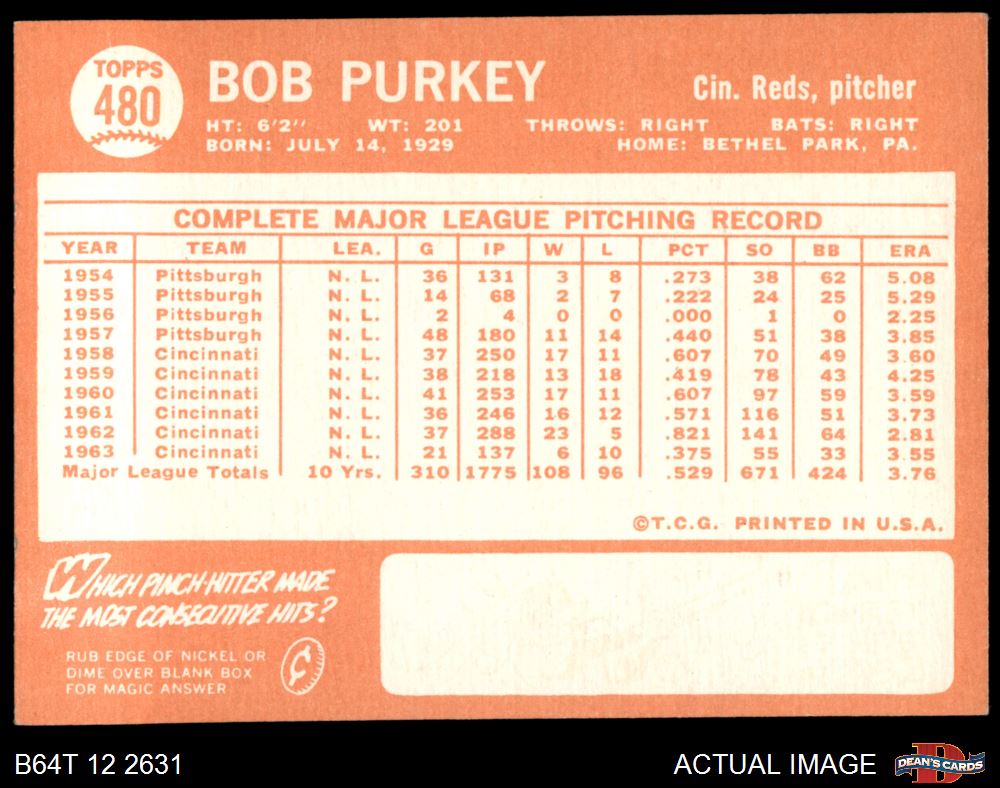 TOPPS
480
BOB PURKEY
Cin. Reds, pitcher
HT: 6'2'' WT: 201 THROWS: RIGHT BATS: RIGHT
BORN: JULY 14, 1929 HOME: BETHEL PARK, PA.
COMPLETE MAJOR LEAGUE PITCHING RECORD
YEAR TEAM LEA. G IP W L PCT SO BB ERA
1954 Pittsburgh N. L. 36 131 3 8 .273 38 62 5.08
1955 Pittsburgh N. L. 14 68 2 7 .222 24 25 5.29
1956 Pittsburgh N. L. 2 4 0 0 .000 1 0 2.25
1957 Pittsburgh N. L. 48 180 11 14 .440 51 38 3.85
1958 Cincinnati N. L. 37 250 17 11 .607 70 49 3.60
1959 Cincinnati N. L. 38 218 13 18 .419 78 43 4.25
1960 Cincinnati N. L. 41 253 17 11 .607 97 59 3.59
1961 Cincinnati N. L. 36 246 16 12 .571 116 51 3.73
1962 Cincinnati N. L. 37 288 23 5 .821 141 64 2.81
1963 Cincinnati N. L. 21 137 6 10 .375 55 33 3.55
Major League Totals 10 Yrs. 310 1775 108 96 .529 671 424 3.76
©T.C.G. PRINTED IN U.S.A.
WHICH PINCH-HITTER MADE
THE MOST CONSECUTIVE HITS?
RUB EDGE OF NICKEL OR
DIME OVER BLANK BOX
FOR MAGIC ANSWER
B64T 12 2631 ACTUAL IMAGE
DEAN'S CARDS